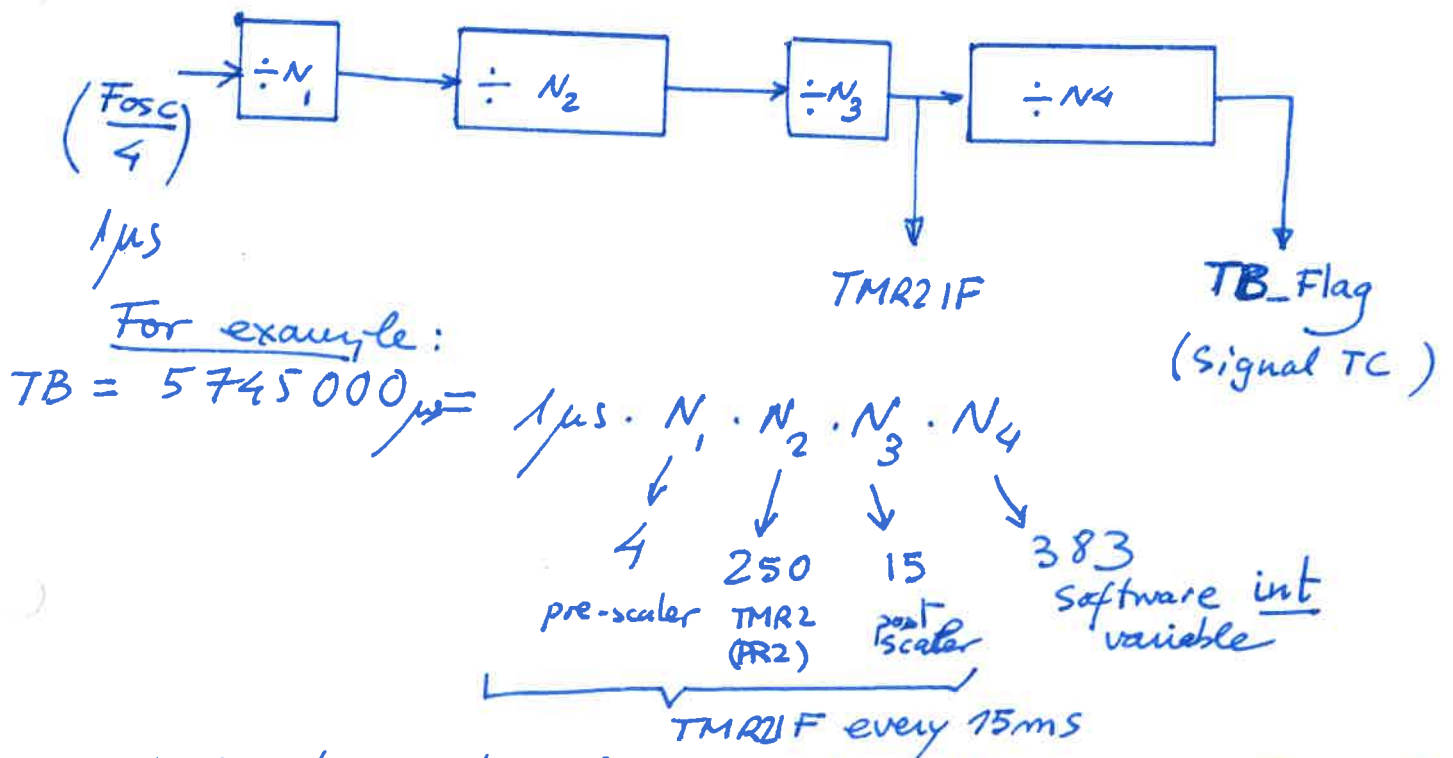 (Fosc/4)
÷N₁
÷ N₂
÷N₃
÷N4
1µs
TMR2IF
TB_Flag
(Signal TC)
For example:
TB = 5745000µs = 1µs · N₁ · N₂ · N₃ · N₄
4 250 15 383
pre-scaler TMR2 (PR2) post scaler software int variable
TMR2IF every 15ms